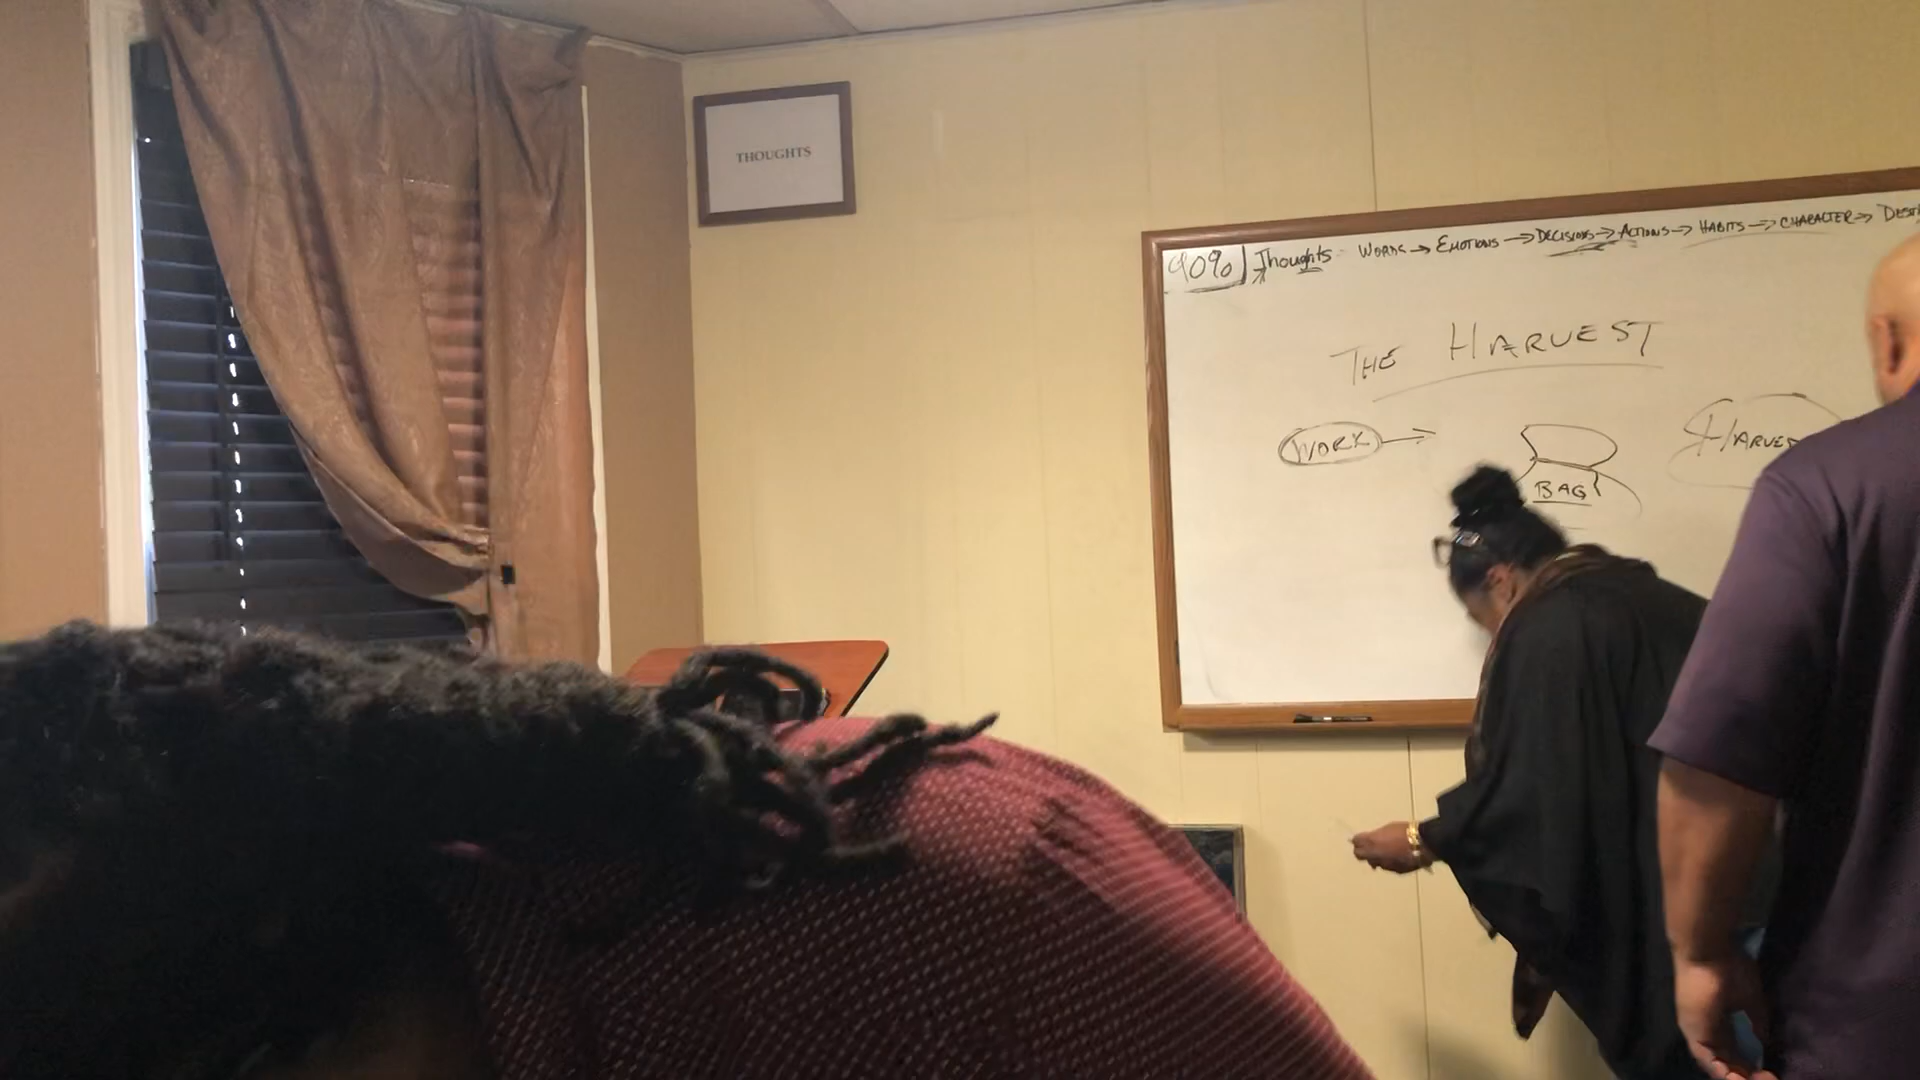 THOUGHTS
90% Thoughts WORDS → EMOTIONS → DECISIONS → ACTIONS → HABITS → CHARACTER →
THE HARVEST
WORK →
BAG